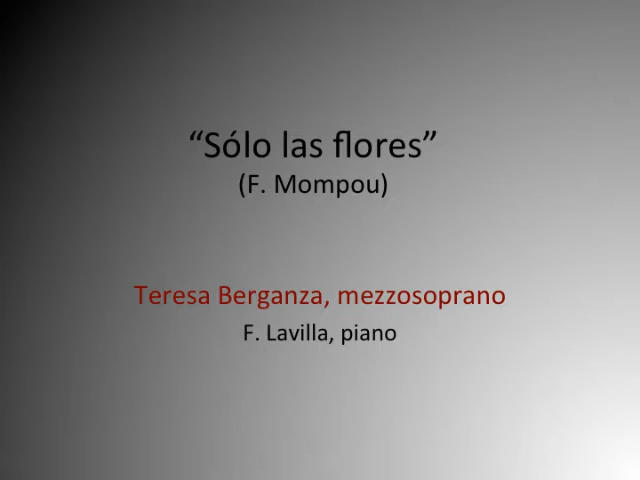 “Sólo las flores”
(F. Mompou)
Teresa Berganza, mezzosoprano
F. Lavilla, piano